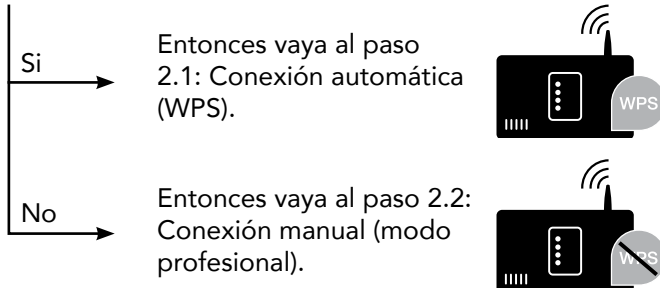 Si
Entonces vaya al paso
2.1: Conexión automática
(WPS).
WPS
No
Entonces vaya al paso 2.2:
Conexión manual (modo
profesional).
WPS